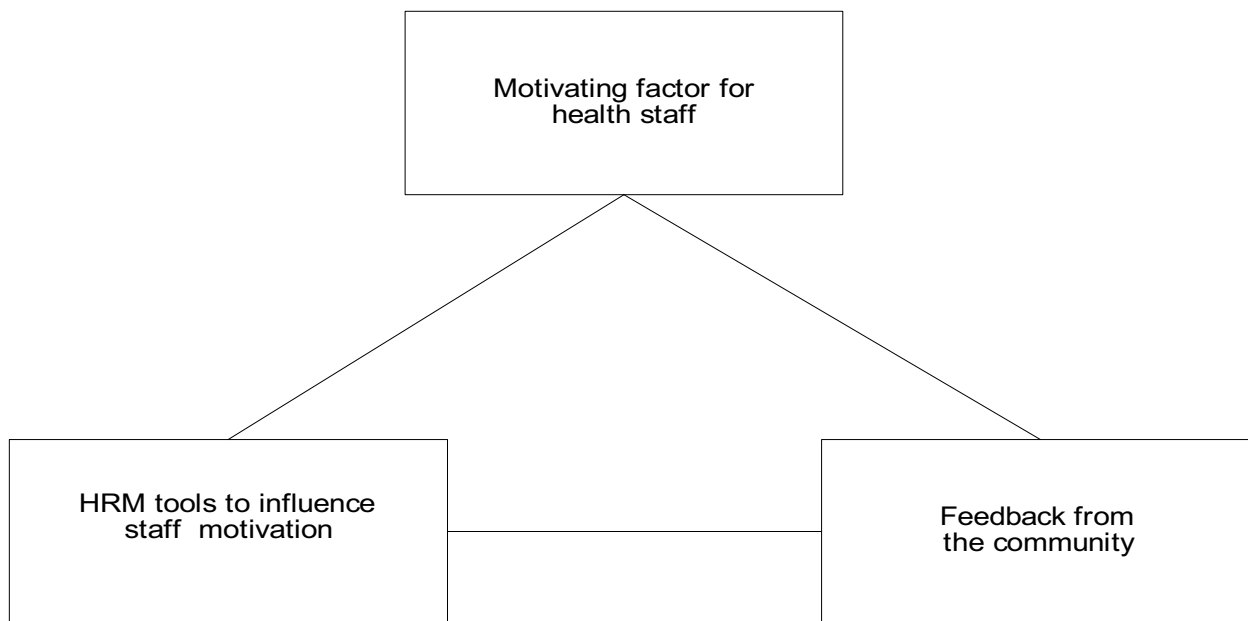 Motivating factor for
health staff
HRM tools to influence
staff  motivation
Feedback from
the community